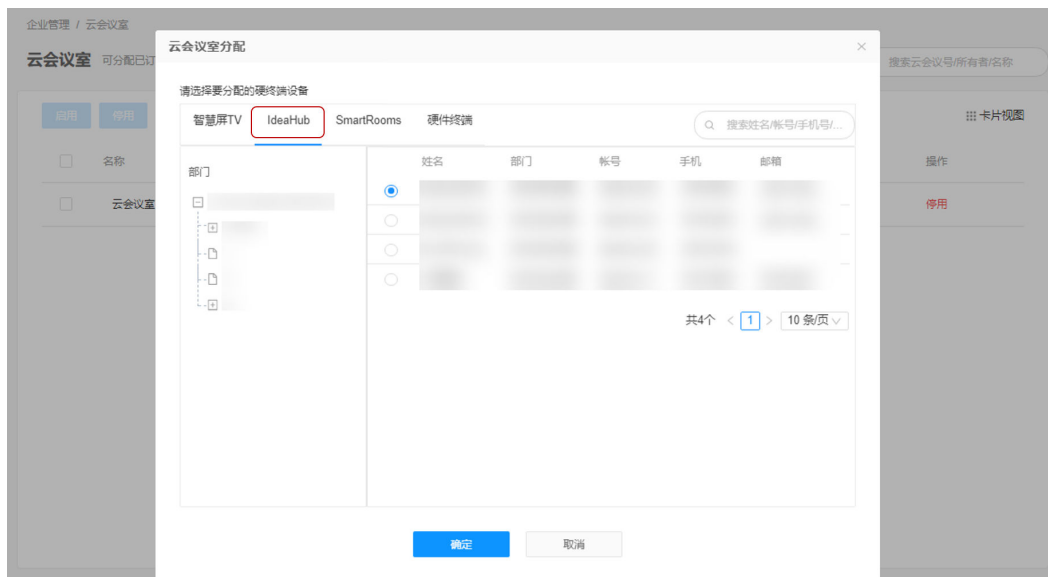 企业管理 / 云会议室
云会议室 可分配已订
搜索云会议号/所有者/名称
启用 停用
卡片视图
名称
操作
云会议室
停用
云会议室分配
请选择要分配的硬终端设备
智慧屏TV IdeaHub SmartRooms 硬件终端
搜索姓名/帐号/手机号/...
部门
姓名 部门 帐号 手机 邮箱
共4个 < 1 > 10 条/页
确定 取消